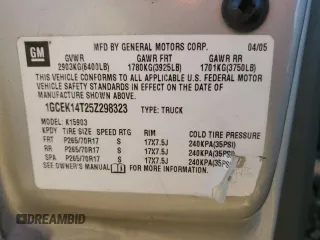 GM
MFD BY GENERAL MOTORS CORP. 04/05
GVWR GAWR FRT GAWR RR
2903KG(6400LB) 1780KG(3925LB) 1701KG(3750LB)
THIS VEHICLE CONFORMS TO ALL APPLICABLE U.S. FEDERAL
MOTOR VEHICLE SAFETY STANDARDS IN EFFECT ON THE DATE OF
MANUFACTURE SHOWN ABOVE.
1GCEK14T25Z298323 TYPE: TRUCK
MODEL: K15903
KPZO TIRE SIZE SPEED RTG RIM COLD TIRE PRESSURE
FRT P265/70R17 S 17X7.5J 240KPA(35PSI)
RR P265/70R17 S 17X7.5J 240KPA(35PSI)
SPA P265/70R17 S 17X7.5J 240KPA(35PSI)
SEE OWNER'S MANUAL FOR ADDITIONAL INFORMATION.
DREAMBID